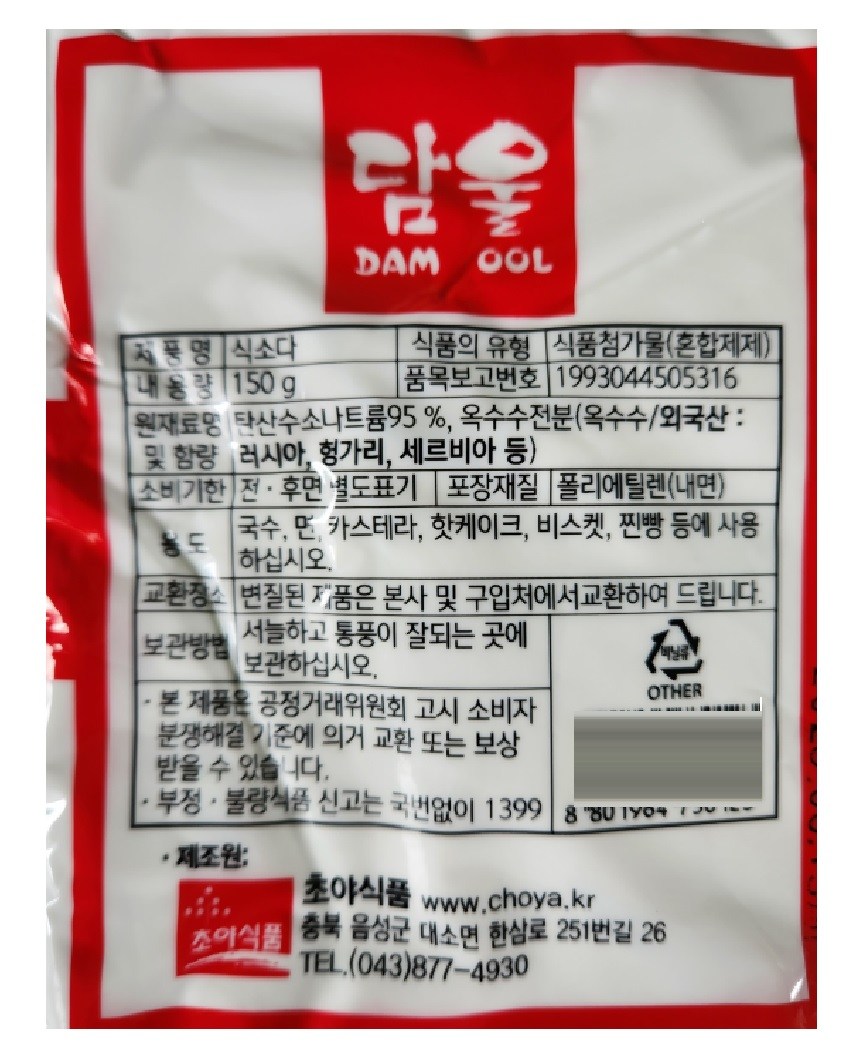 담울
DAM OOL
제품명 식소다 식품의 유형 식품첨가물(혼합제제)
내용량 150 g 품목보고번호 1993044505316
원재료명 탄산수소나트륨95 %, 옥수수전분(옥수수/외국산 :
및 함량 러시아, 헝가리, 세르비아 등)
소비기한 전·후면 별도표기 포장재질 폴리에틸렌(내면)
용도 국수, 면, 카스테라, 핫케이크, 비스켓, 찐빵 등에 사용
하십시오.
교환장소 변질된 제품은 본사 및 구입처에서교환하여 드립니다.
보관방법 서늘하고 통풍이 잘되는 곳에
보관하십시오.
비닐류
OTHER
· 본 제품은 공정거래위원회 고시 소비자
분쟁해결 기준에 의거 교환 또는 보상
받을 수 있습니다.
· 부정·불량식품 신고는 국번없이 1399
· 제조원:
초야식품
초야식품 www.choya.kr
충북 음성군 대소면 한삼로 251번길 26
TEL.(043)877-4930